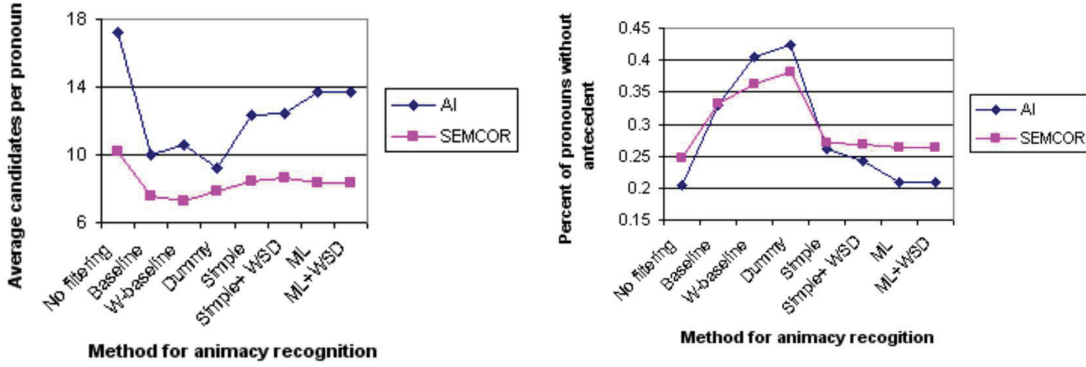 Average candidates per pronoun
18
14
10
6
No filtering
Baseline
W-baseline
Dummy
Simple
Simple+ WSD
ML
ML+WSD
Method for animacy recognition
AI
SEMCOR
Percent of pronouns without
antecedent
0.45
0.4
0.35
0.3
0.25
0.2
0.15
No filtering
Baseline
W-baseline
Dummy
Simple
Simple+ WSD
ML
ML+WSD
Method for animacy recogition
AI
SEMCOR